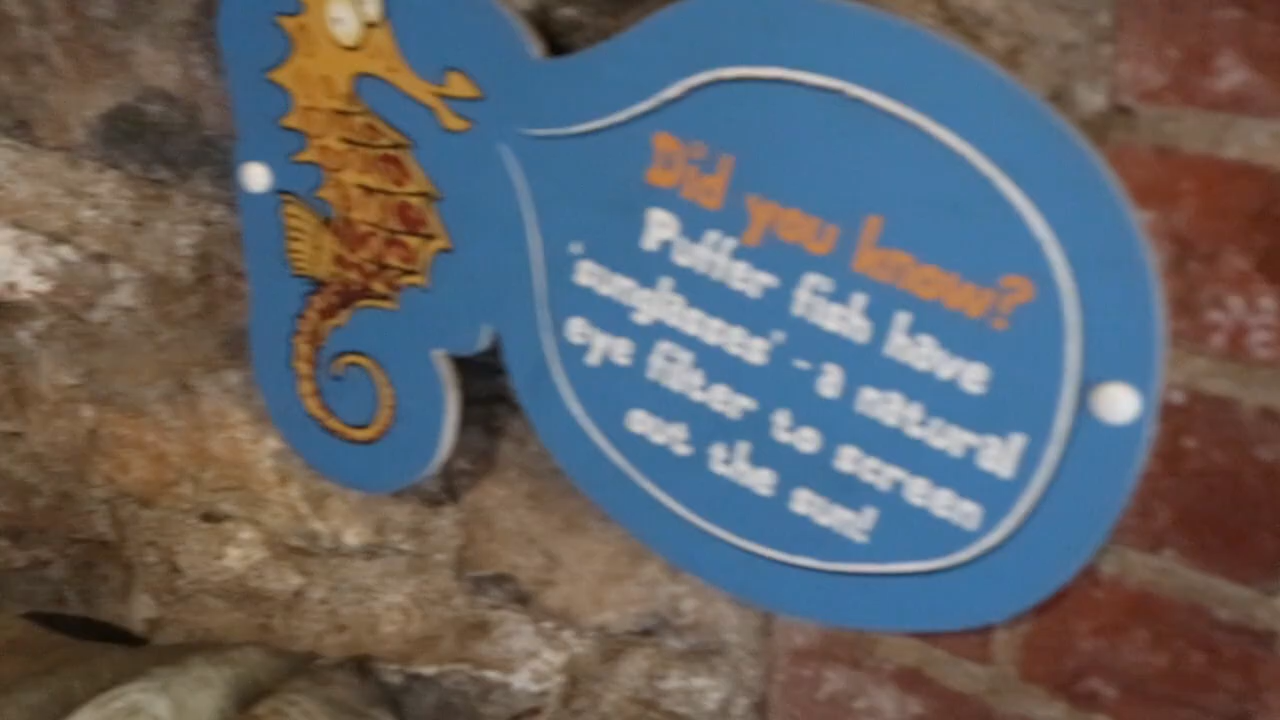 Did you know?
Puffer fish have
'sunglasses' - a natural
eye filter to screen
out the sun!